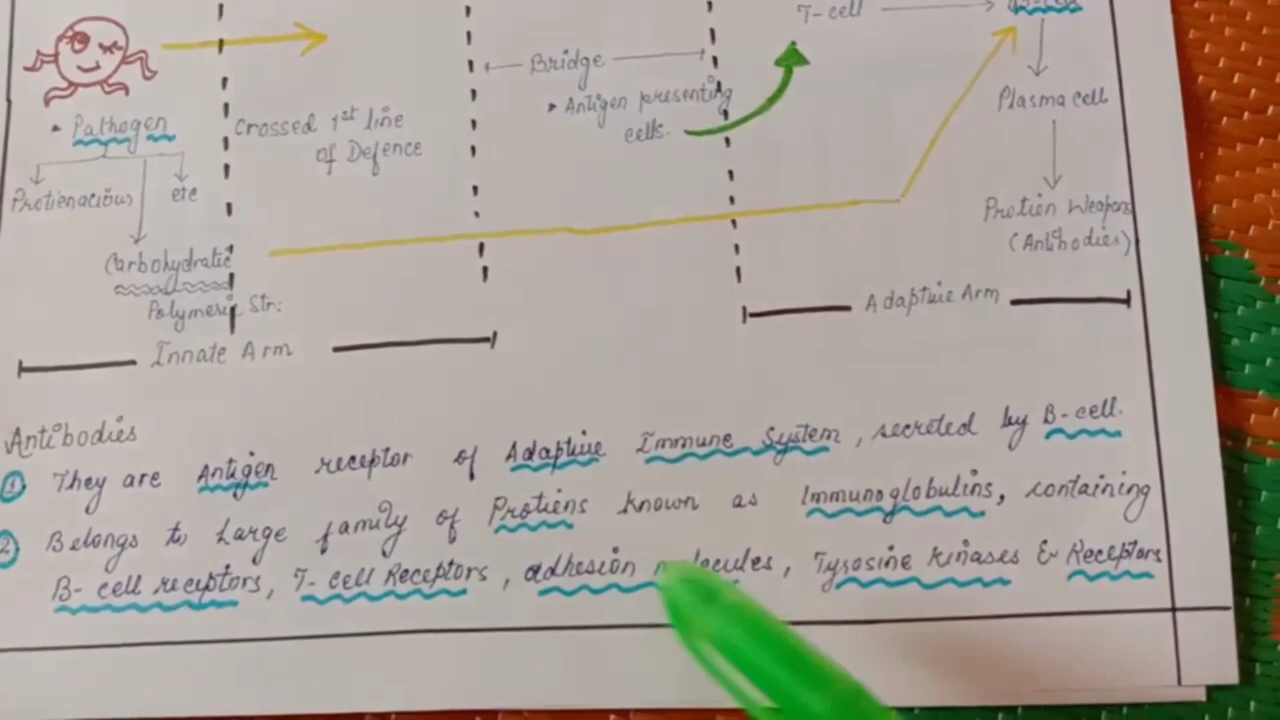 T-cell
B-cell
Bridge
Plasma cell
Antigen presenting
cells.
Pathogen
Crossed 1st line
of Defence
Protienacious
etc
Carbohydratic
Polymeric Str:
Protien Weapons
(Antibodies)
Innate Arm
Adaptive Arm
Antibodies
1 They are Antigen receptor of Adaptive Immune System, secreted by B-cell.
2 Belongs to Large family of Protiens known as Immunoglobulins, containing
B-cell receptors, T-cell Receptors, adhesion molecules, Tyrosine kinases & Receptors